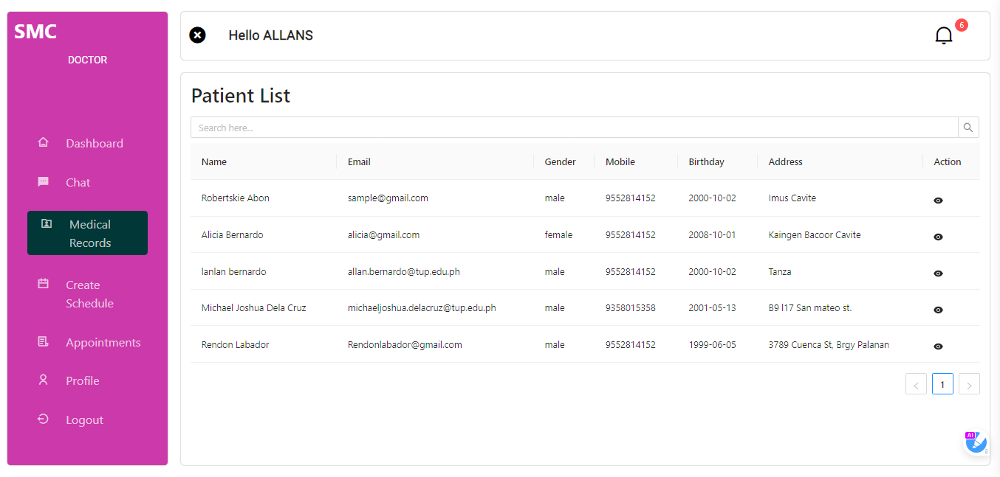 SMC
DOCTOR
Dashboard
Chat
Medical
Records
Create
Schedule
Appointments
Profile
Logout
Hello ALLANS
6
Patient List
Search here...
Name Email Gender Mobile Birthday Address Action
Robertskie Abon sample@gmail.com male 9552814152 2000-10-02 Imus Cavite
Alicia Bernardo alicia@gmail.com female 9552814152 2008-10-01 Kaingen Bacoor Cavite
lanlan bernardo allan.bernardo@tup.edu.ph male 9552814152 2000-10-02 Tanza
Michael Joshua Dela Cruz michaeljoshua.delacruz@tup.edu.ph male 9358015358 2001-05-13 B9 l17 San mateo st.
Rendon Labador Rendonlabador@gmail.com male 9552814152 1999-06-05 3789 Cuenca St, Brgy Palanan
< 1 >
AI